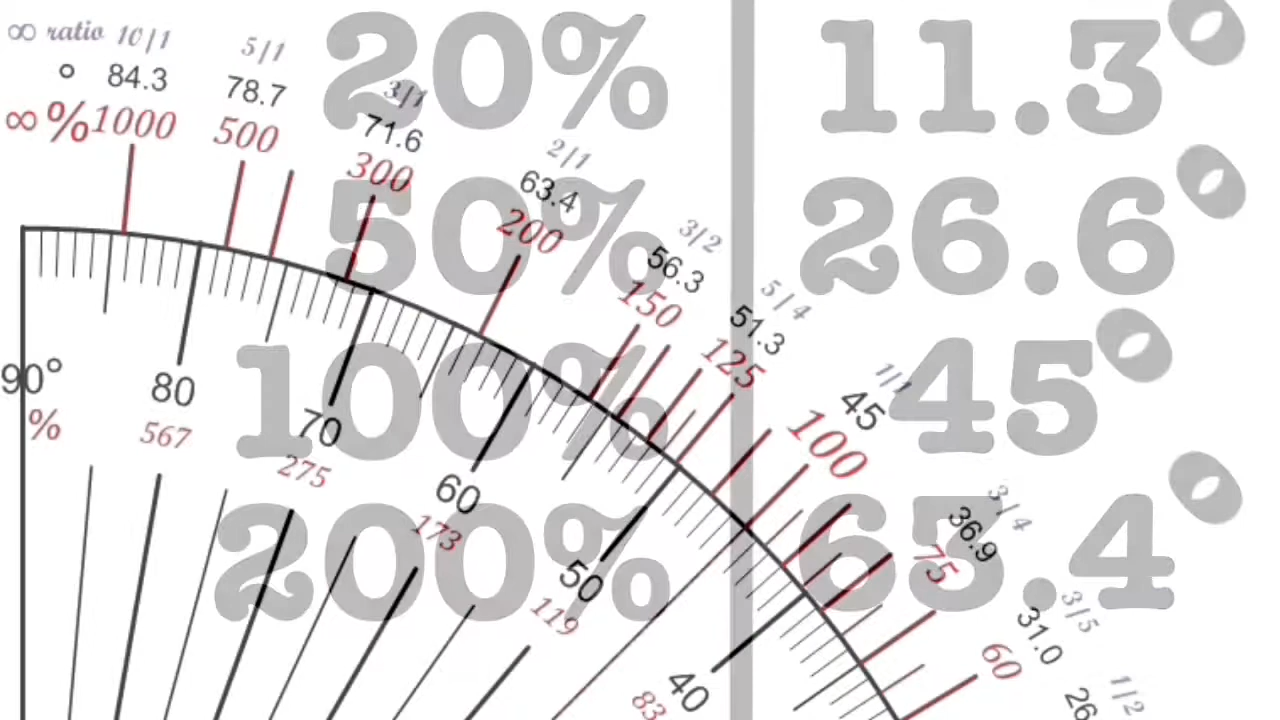 20% 11.3°
50% 26.6°
100% 45°
200% 63.4°
∞ ratio 10/1 5/1 3/1 2/1 3/2 5/4 1/1 3/4 3/5 1/2
° 84.3 78.7 71.6 63.4 56.3 51.3 45 36.9 31.0
∞ % 1000 500 300 200 150 125 100 75 60
90° 80 70 60 50 40
% 567 275 173 119 83